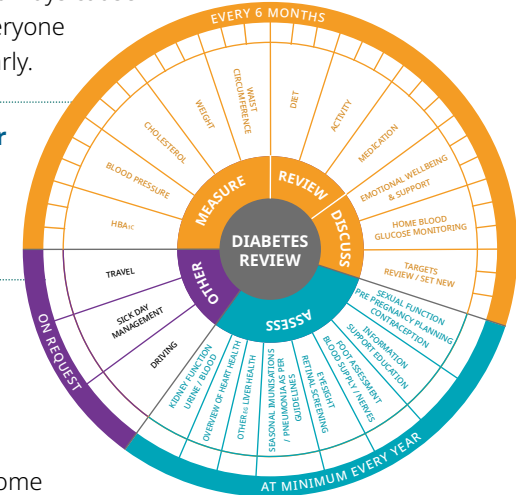 eryone
rly.
r
ome
EVERY 6 MONTHS
MEASURE
HBA1C
BLOOD PRESSURE
CHOLESTEROL
WEIGHT
WAIST
CIRCUMFERENCE
REVIEW
DIET
ACTIVITY
MEDICATION
DISCUSS
EMOTIONAL WELLBEING
& SUPPORT
HOME BLOOD
GLUCOSE MONITORING
TARGETS
REVIEW / SET NEW
DIABETES
REVIEW
OTHER
TRAVEL
SICK DAY
MANAGEMENT
DRIVING
ON REQUEST
ASSESS
SEXUAL FUNCTION
PRE PREGNANCY PLANNING
CONTRACEPTION
INFORMATION
SUPPORT EDUCATION
FOOT ASSESSMENT
BLOOD SUPPLY / NERVES
EYESIGHT
RETINAL SCREENING
SEASONAL IMUNISATIONS
/ PNEUMONIA AS PER
GUIDELINES
OTHER EG LIVER HEALTH
OVERVIEW OF HEART HEALTH
KIDNEY FUNCTION
URINE / BLOOD
AT MINIMUM EVERY YEAR